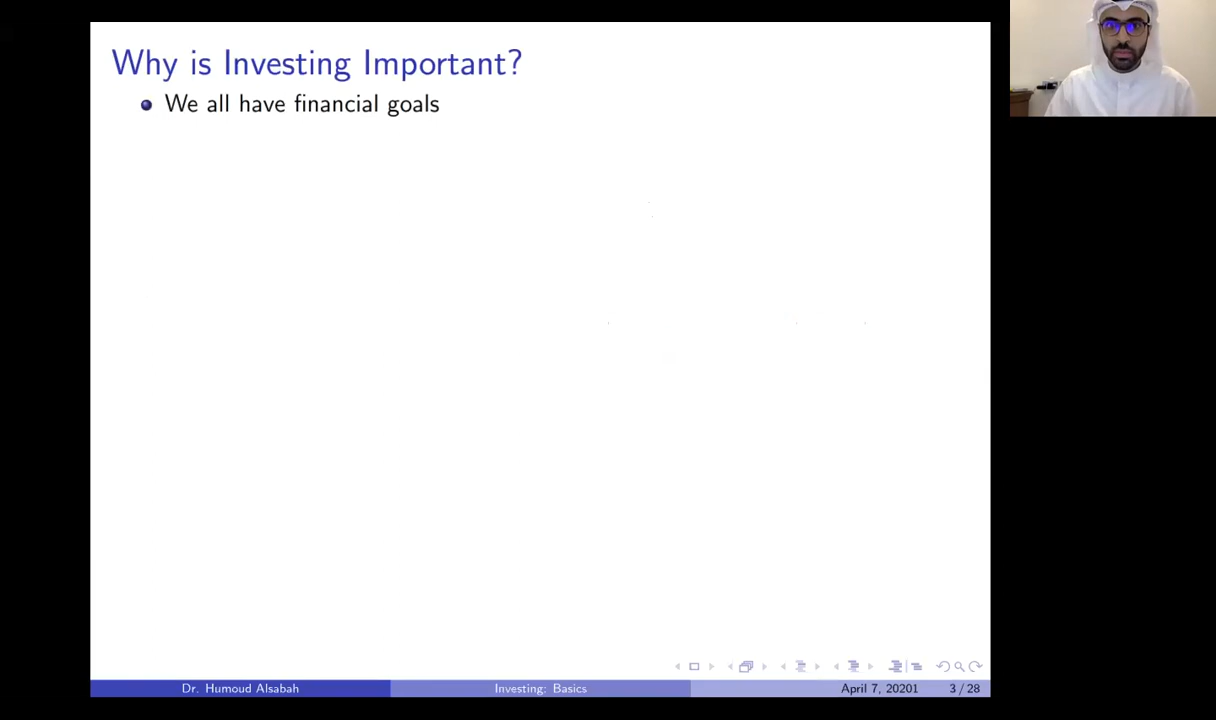 Why is Investing Important?
We all have financial goals
Dr. Humoud Alsabah
Investing: Basics
April 7, 20201
3 / 28